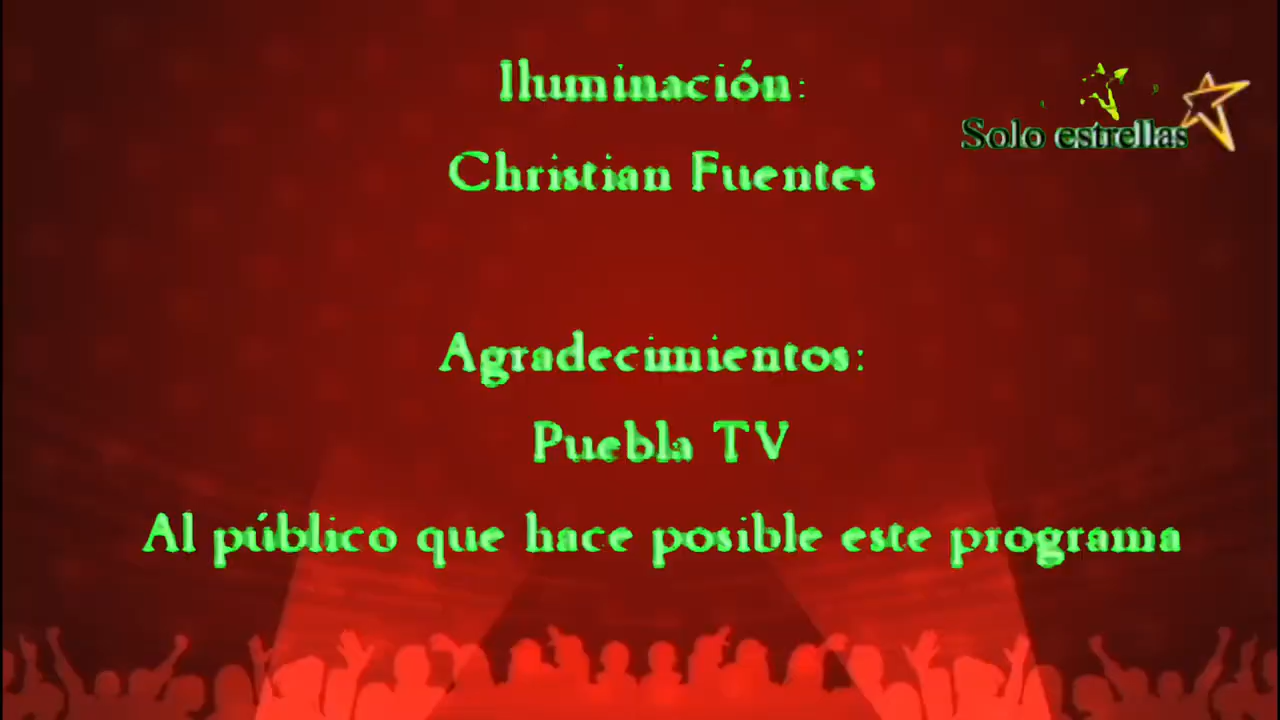 Iluminación:
Solo estrellas
Christian Fuentes
Agradecimientos:
Puebla TV
Al público que hace posible este programa